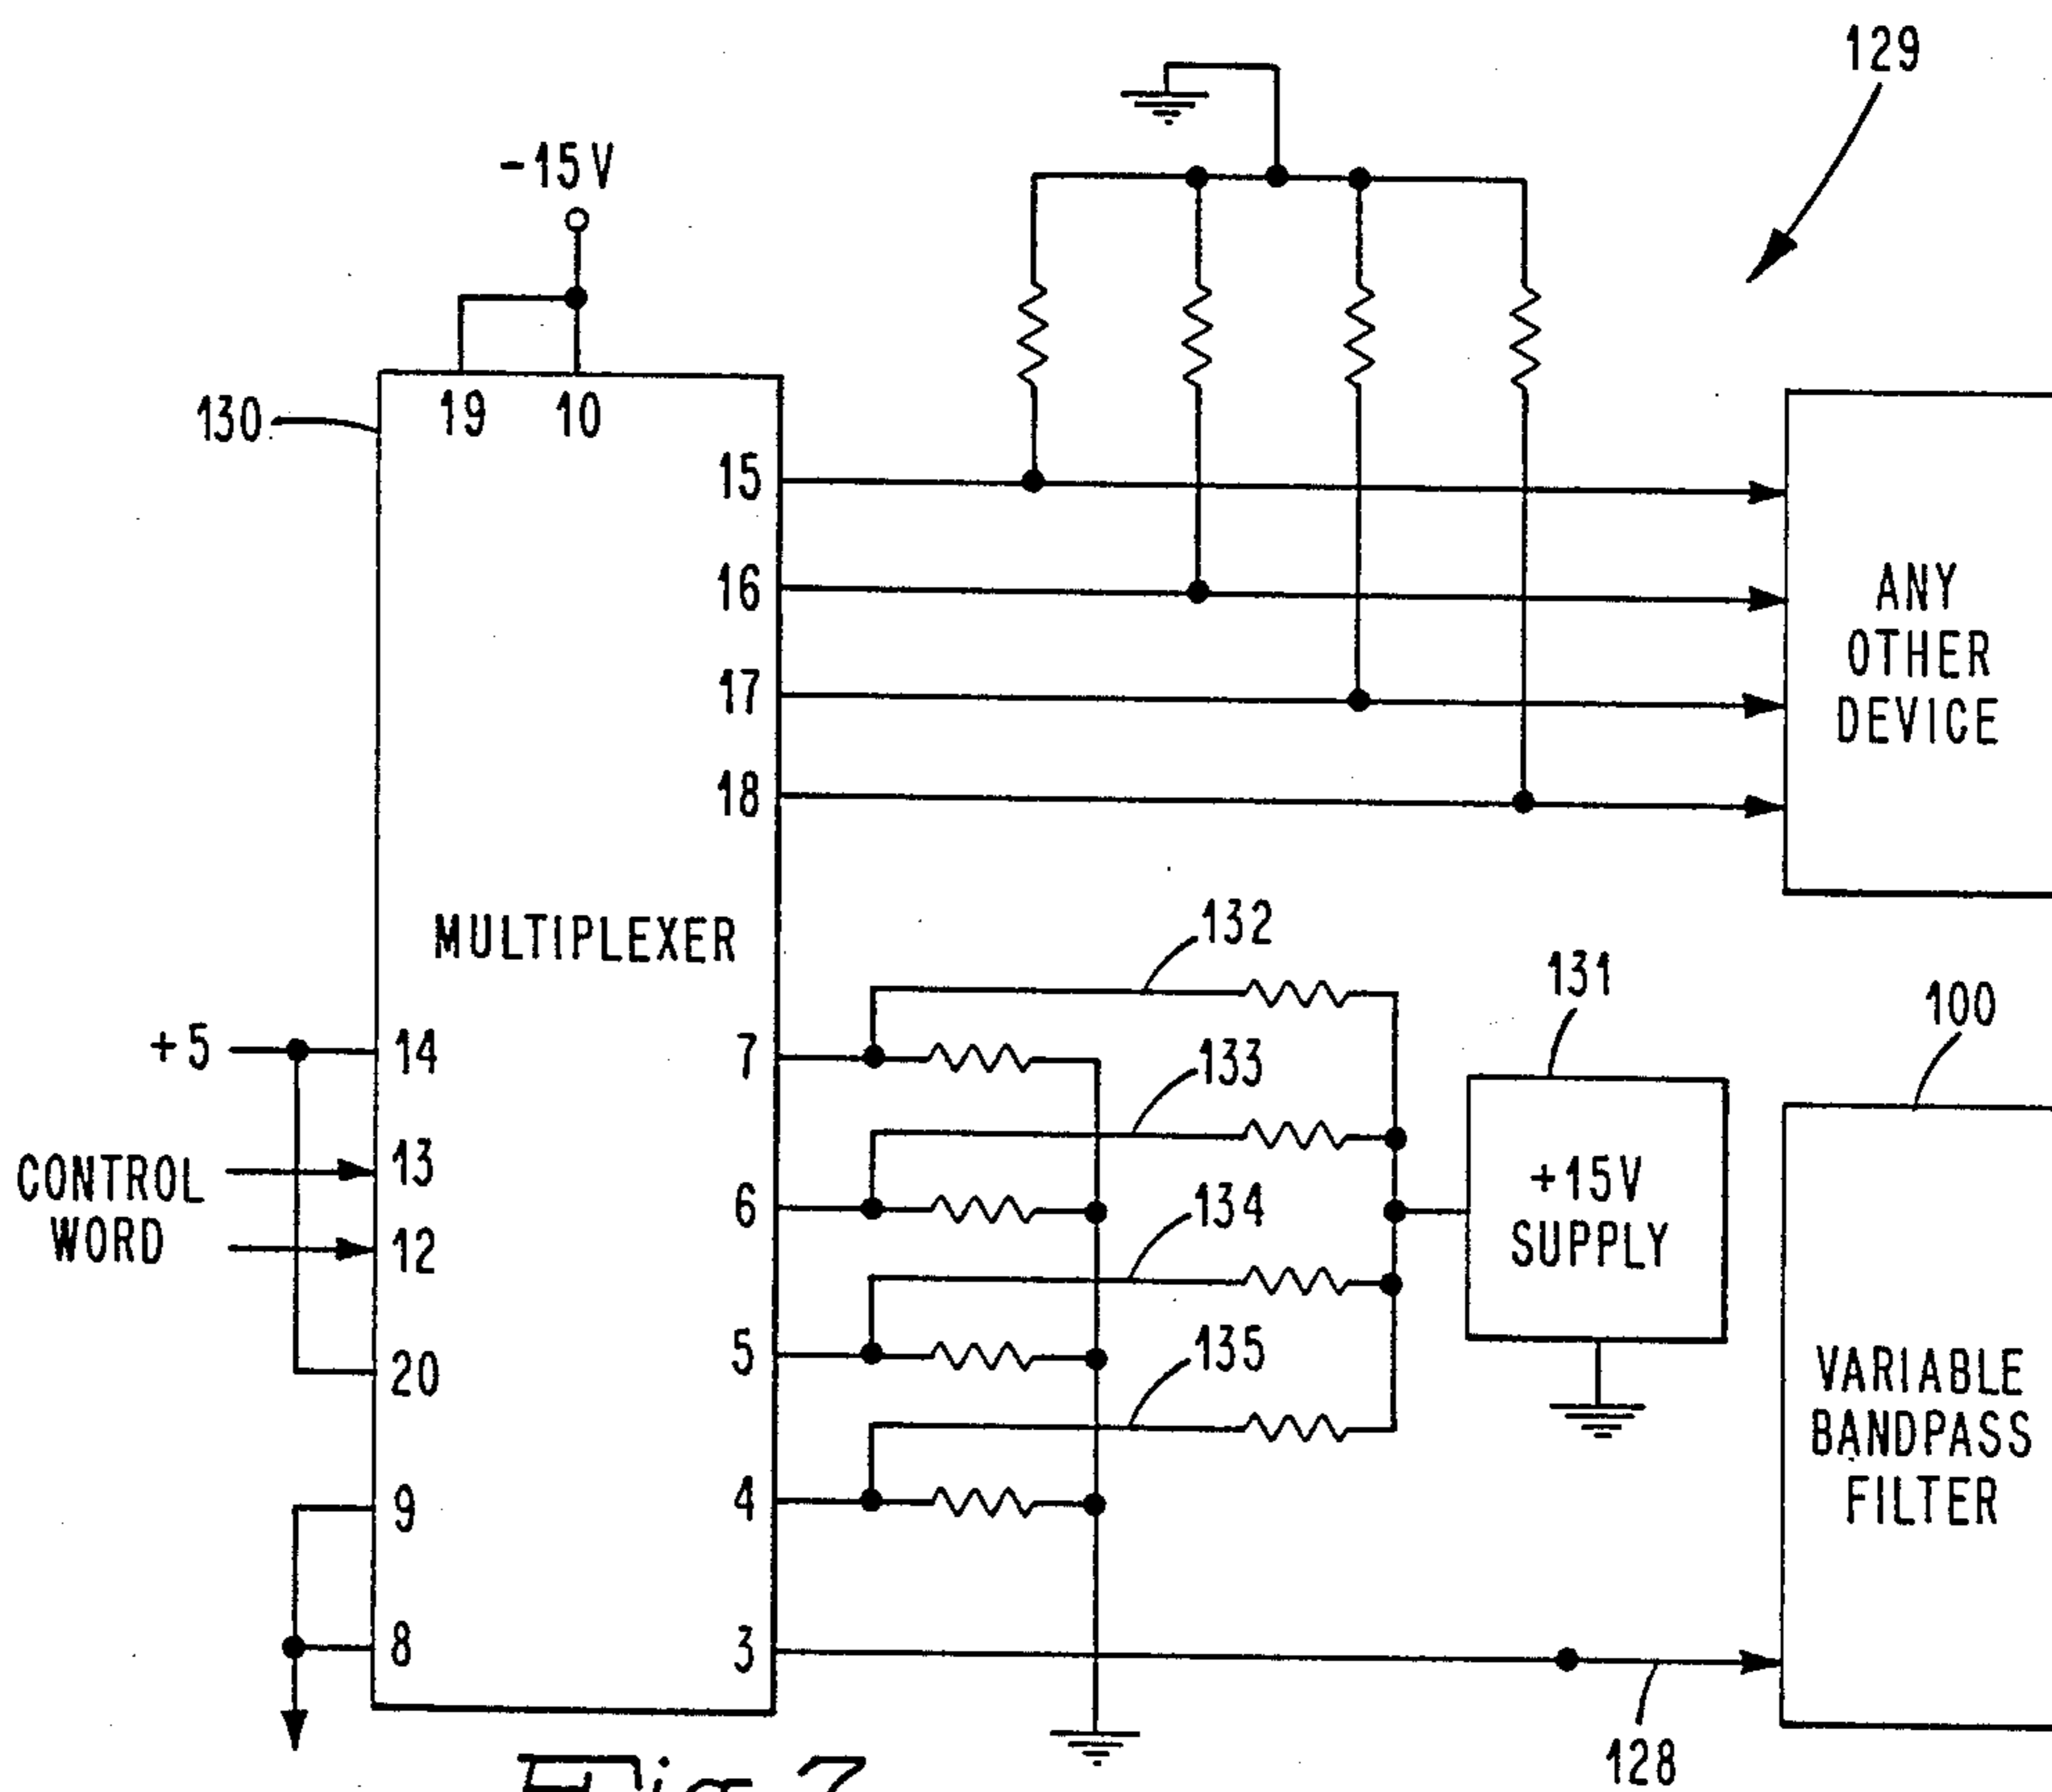 129
-15V
130
19 10
15
16
17
18
ANY
OTHER
DEVICE
MULTIPLEXER
132
133
134
135
131
100
+5
14
13
12
20
9
8
CONTROL
WORD
7
6
5
4
3
+15V
SUPPLY
VARIABLE
BANDPASS
FILTER
128